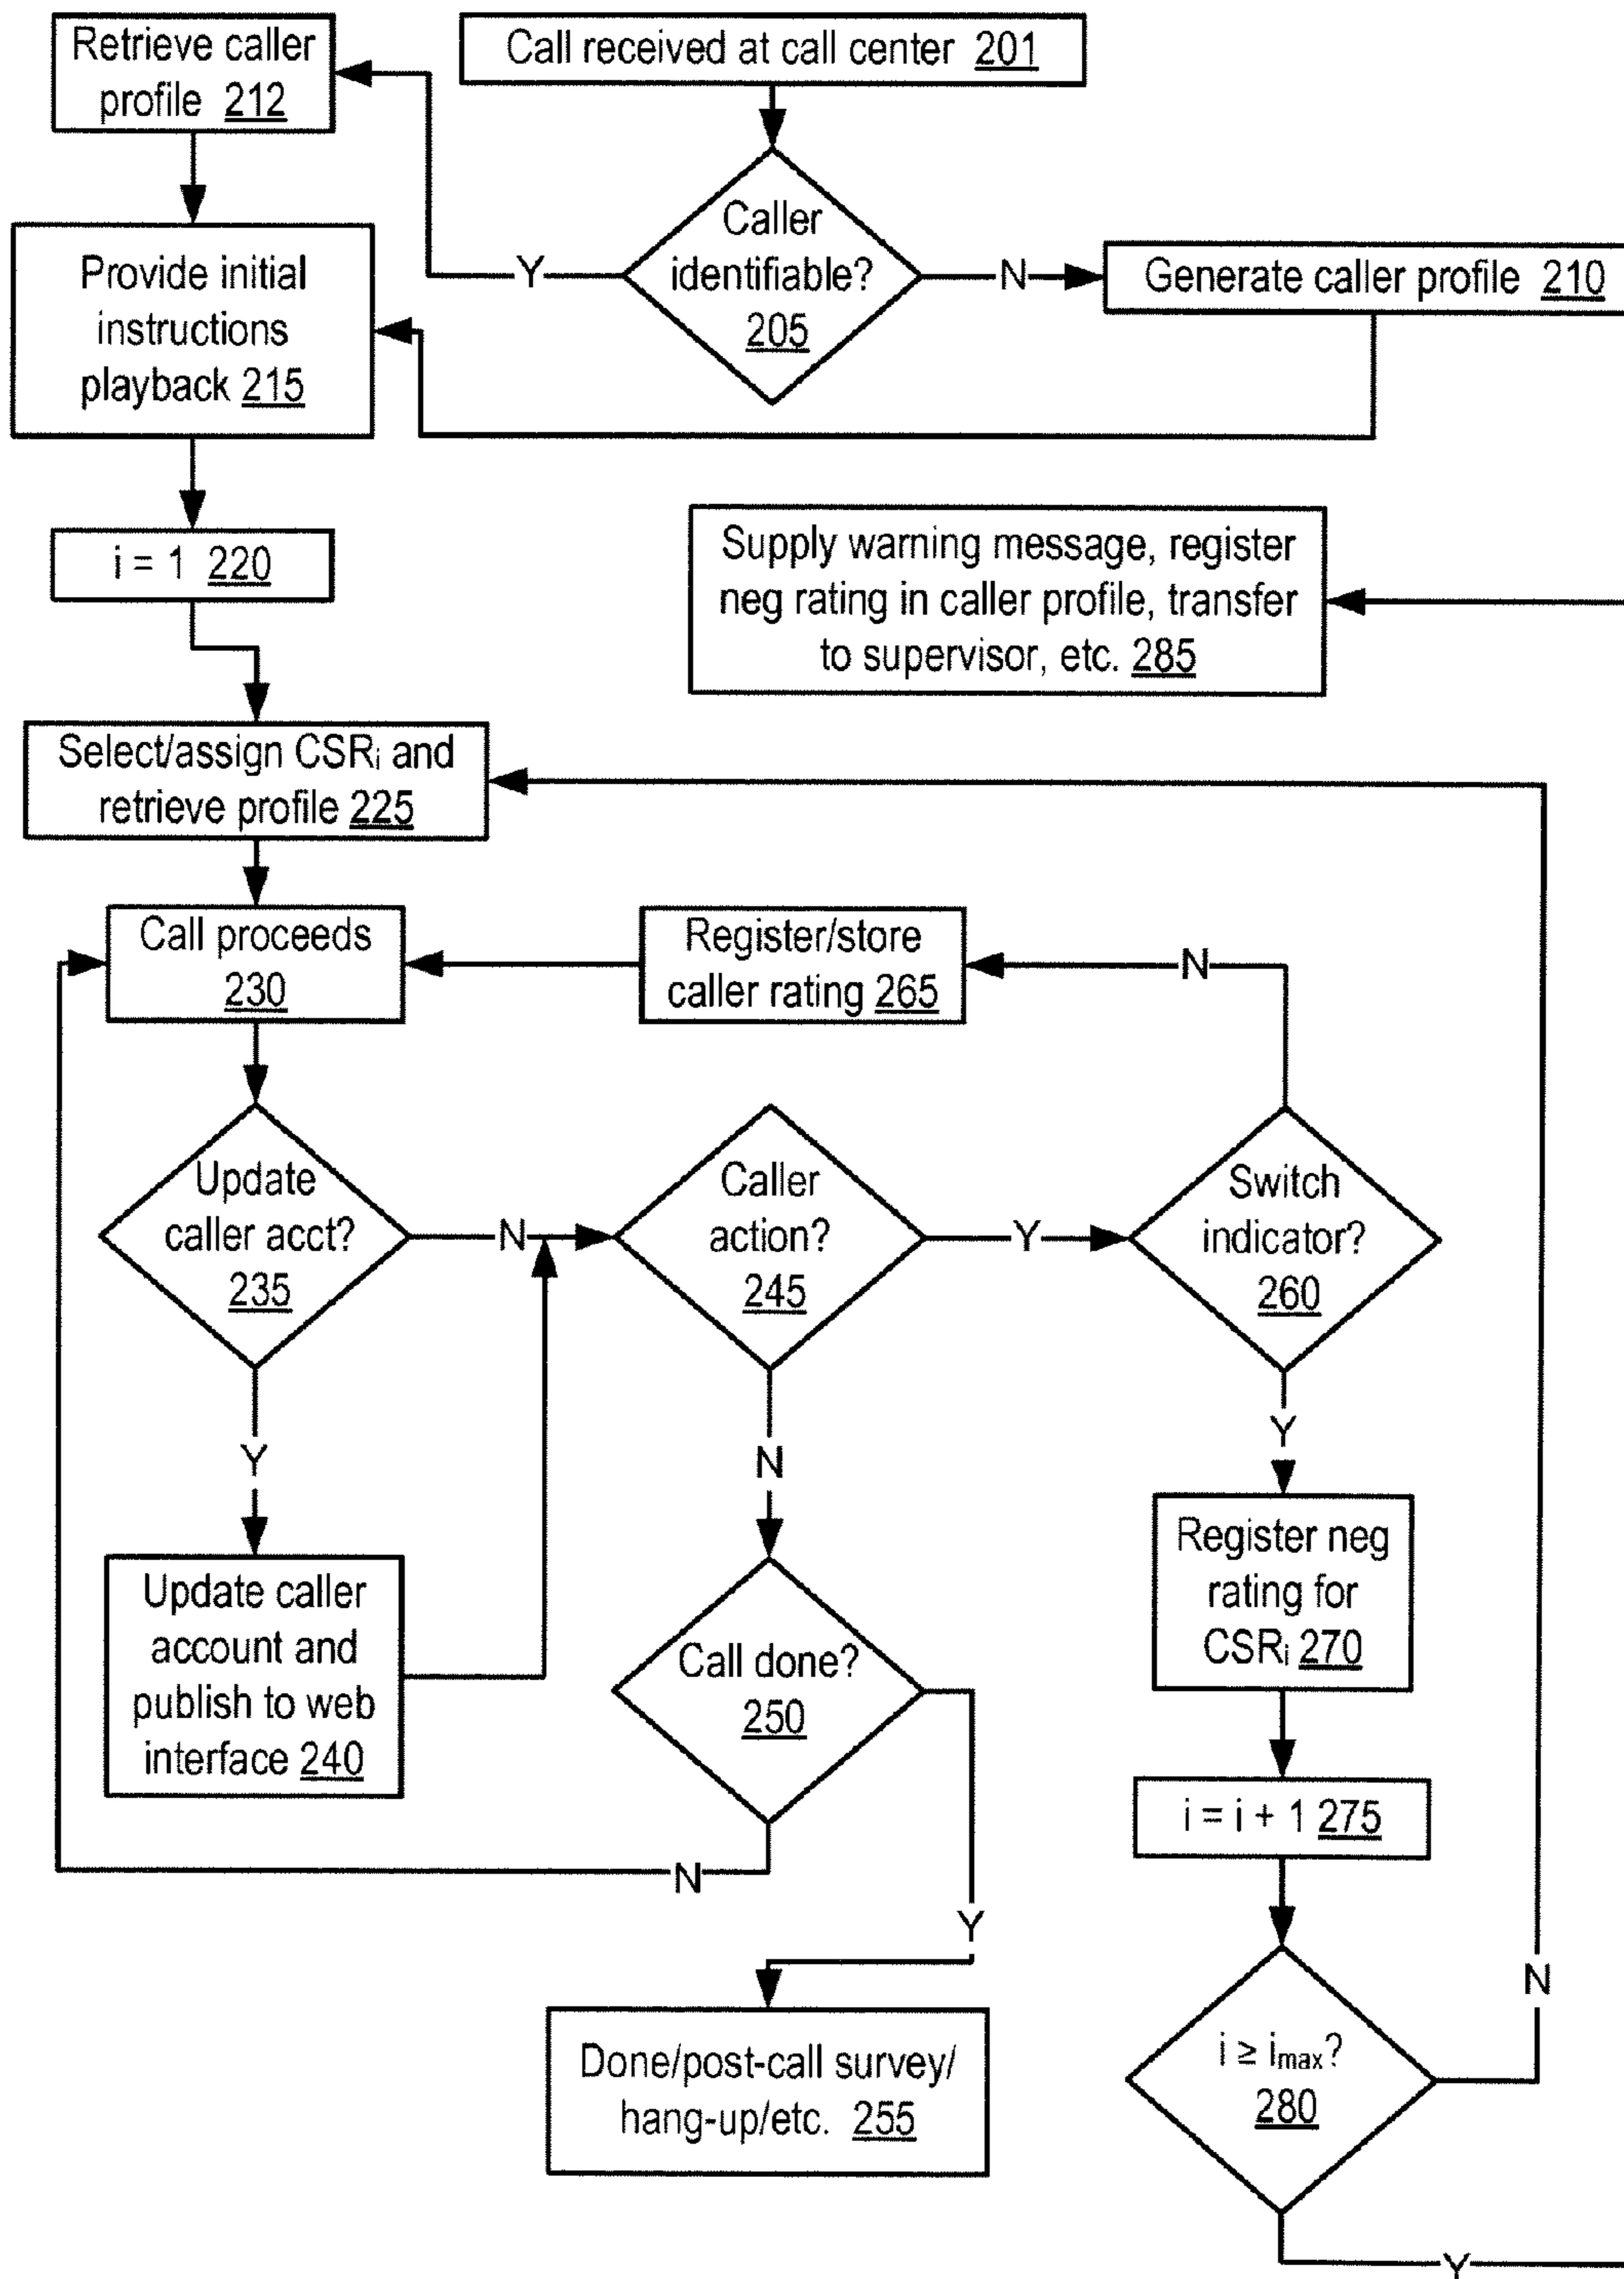 Retrieve caller
profile 212
Call received at call center 201
Caller
identifiable?
205
Y
N
Generate caller profile 210
Provide initial
instructions
playback 215
i = 1 220
Supply warning message, register
neg rating in caller profile, transfer
to supervisor, etc. 285
Select/assign CSRi and
retrieve profile 225
Call proceeds
230
Register/store
caller rating 265
N
Update
caller acct?
235
N
Caller
action?
245
Y
Switch
indicator?
260
Y
N
Y
Update caller
account and
publish to web
interface 240
Call done?
250
Register neg
rating for
CSRi 270
i = i + 1 275
N
Y
N
Done/post-call survey/
hang-up/etc. 255
i ≥ imax?
280
Y